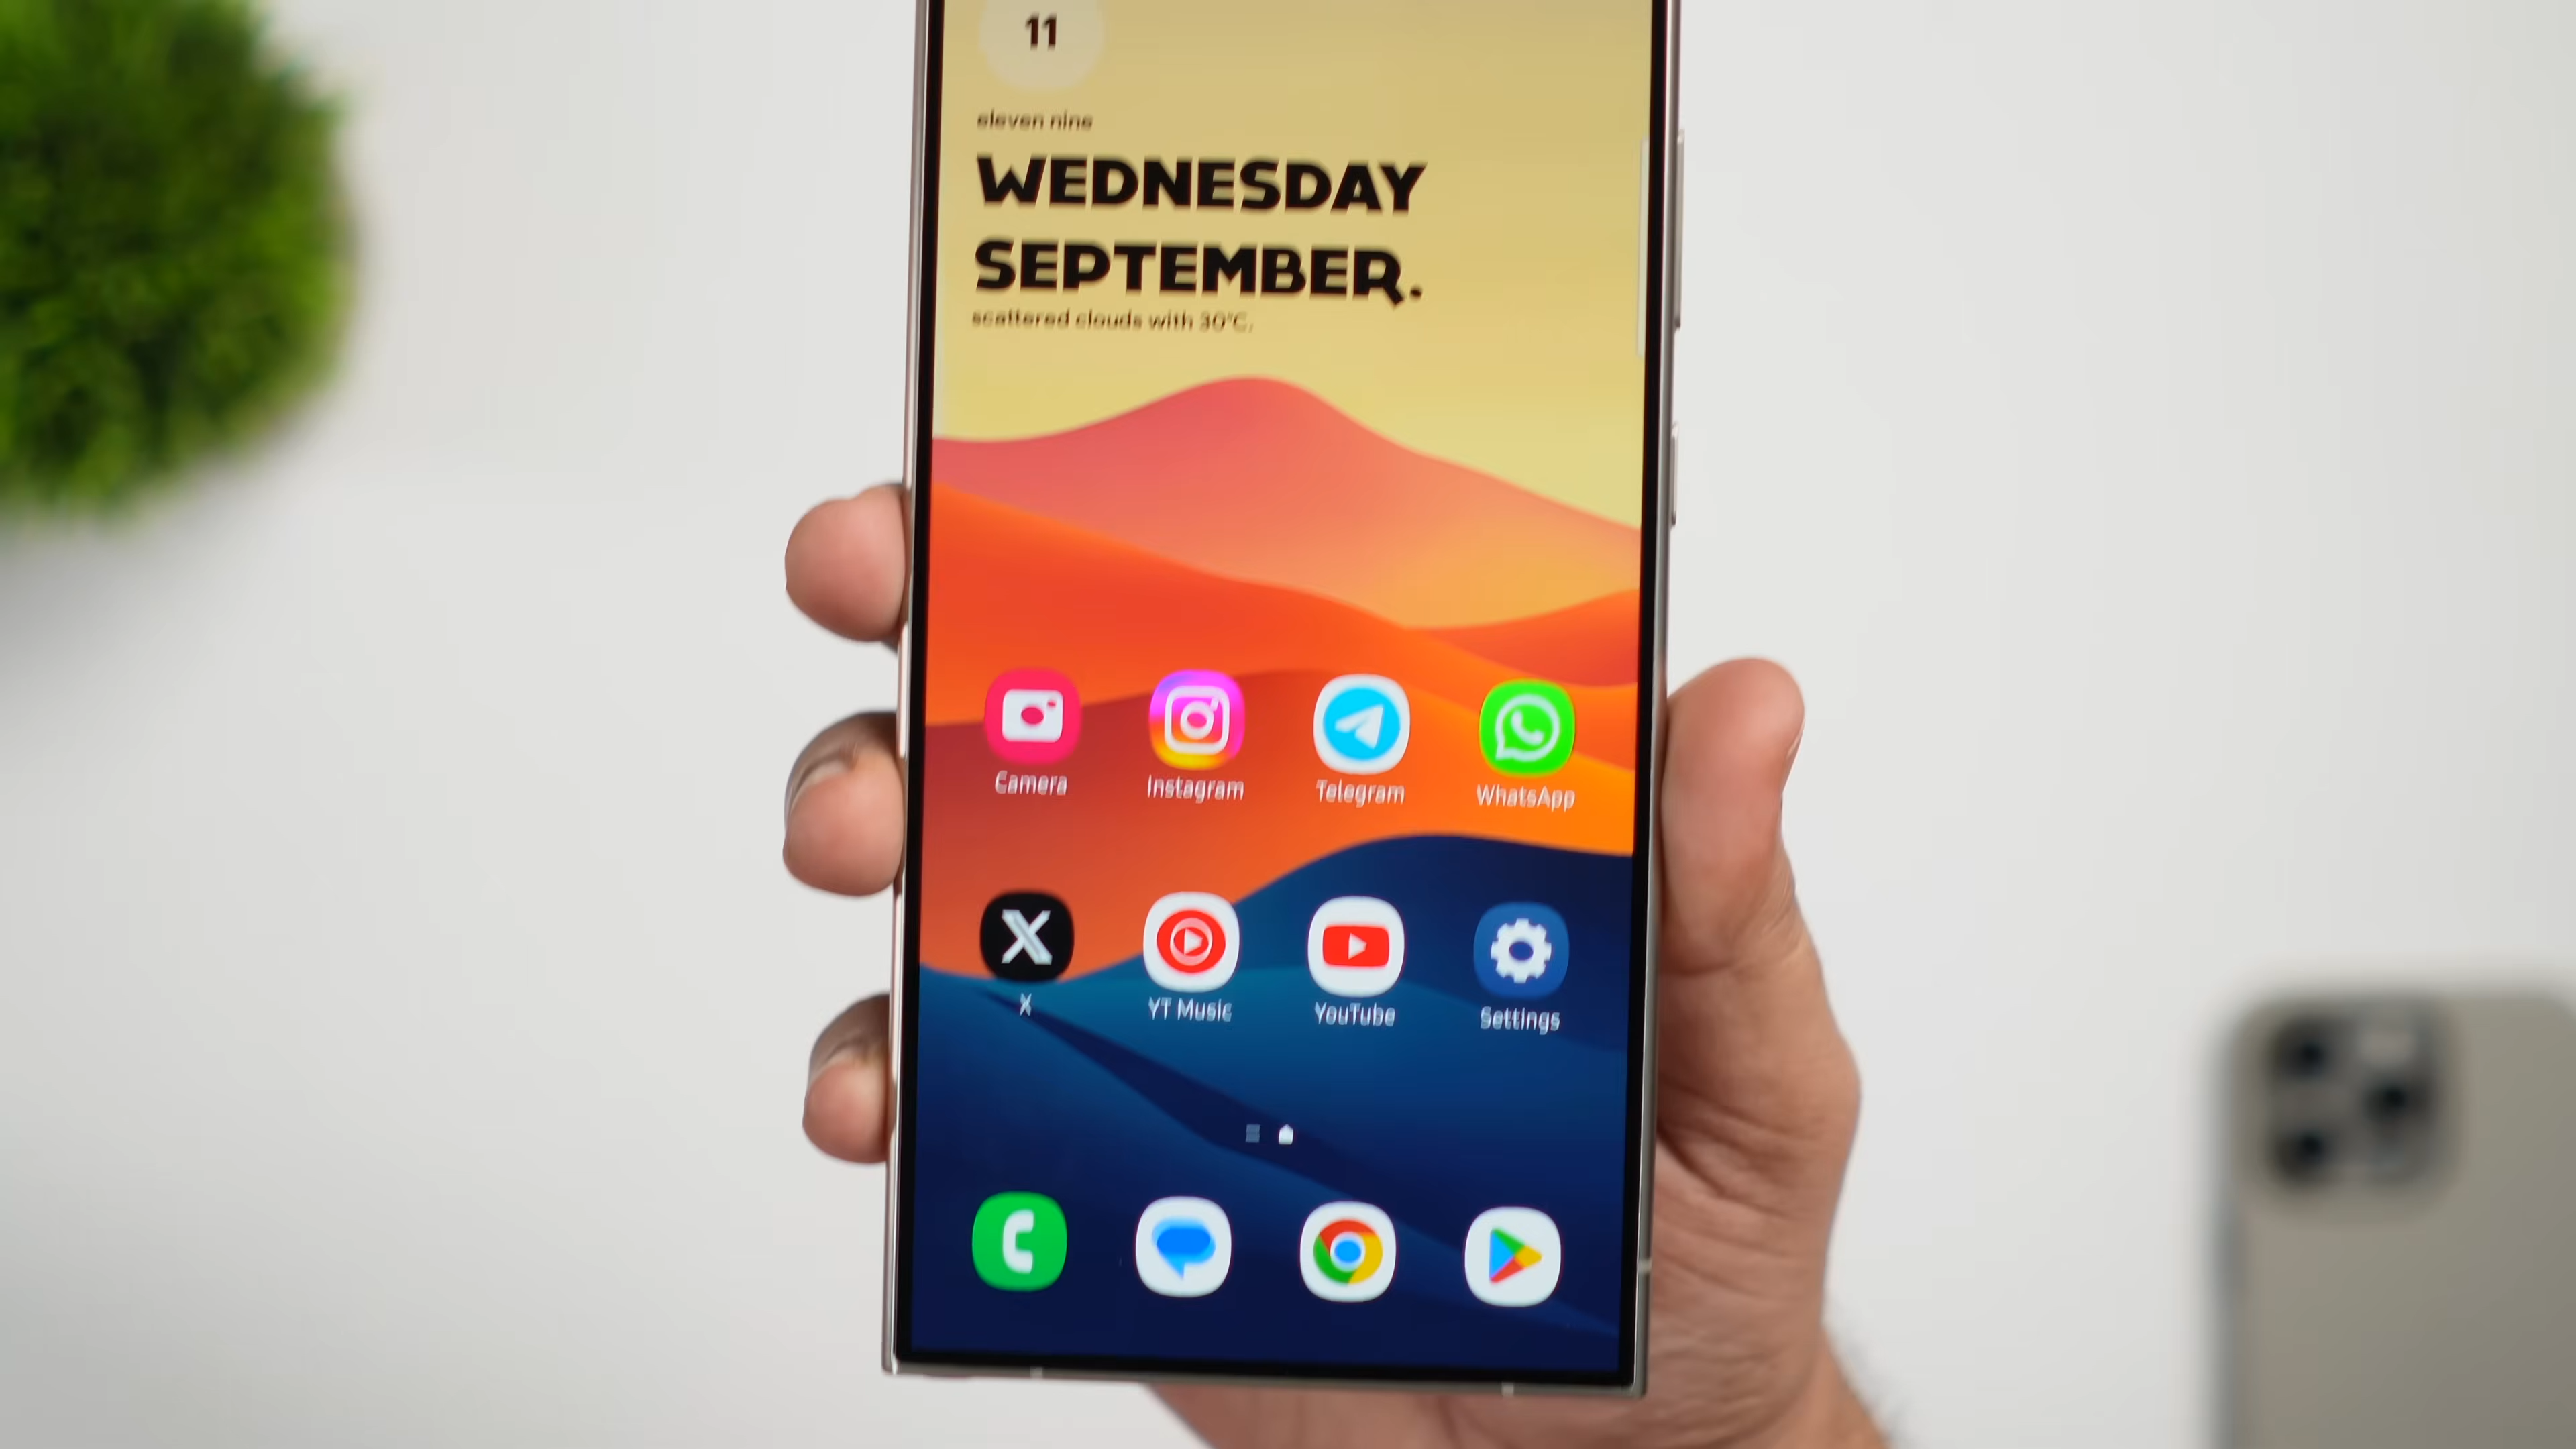 11
eleven nine
WEDNESDAY
SEPTEMBER.
scattered clouds with 30°C.
Camera Instagram Telegram WhatsApp
X YT Music YouTube Settings